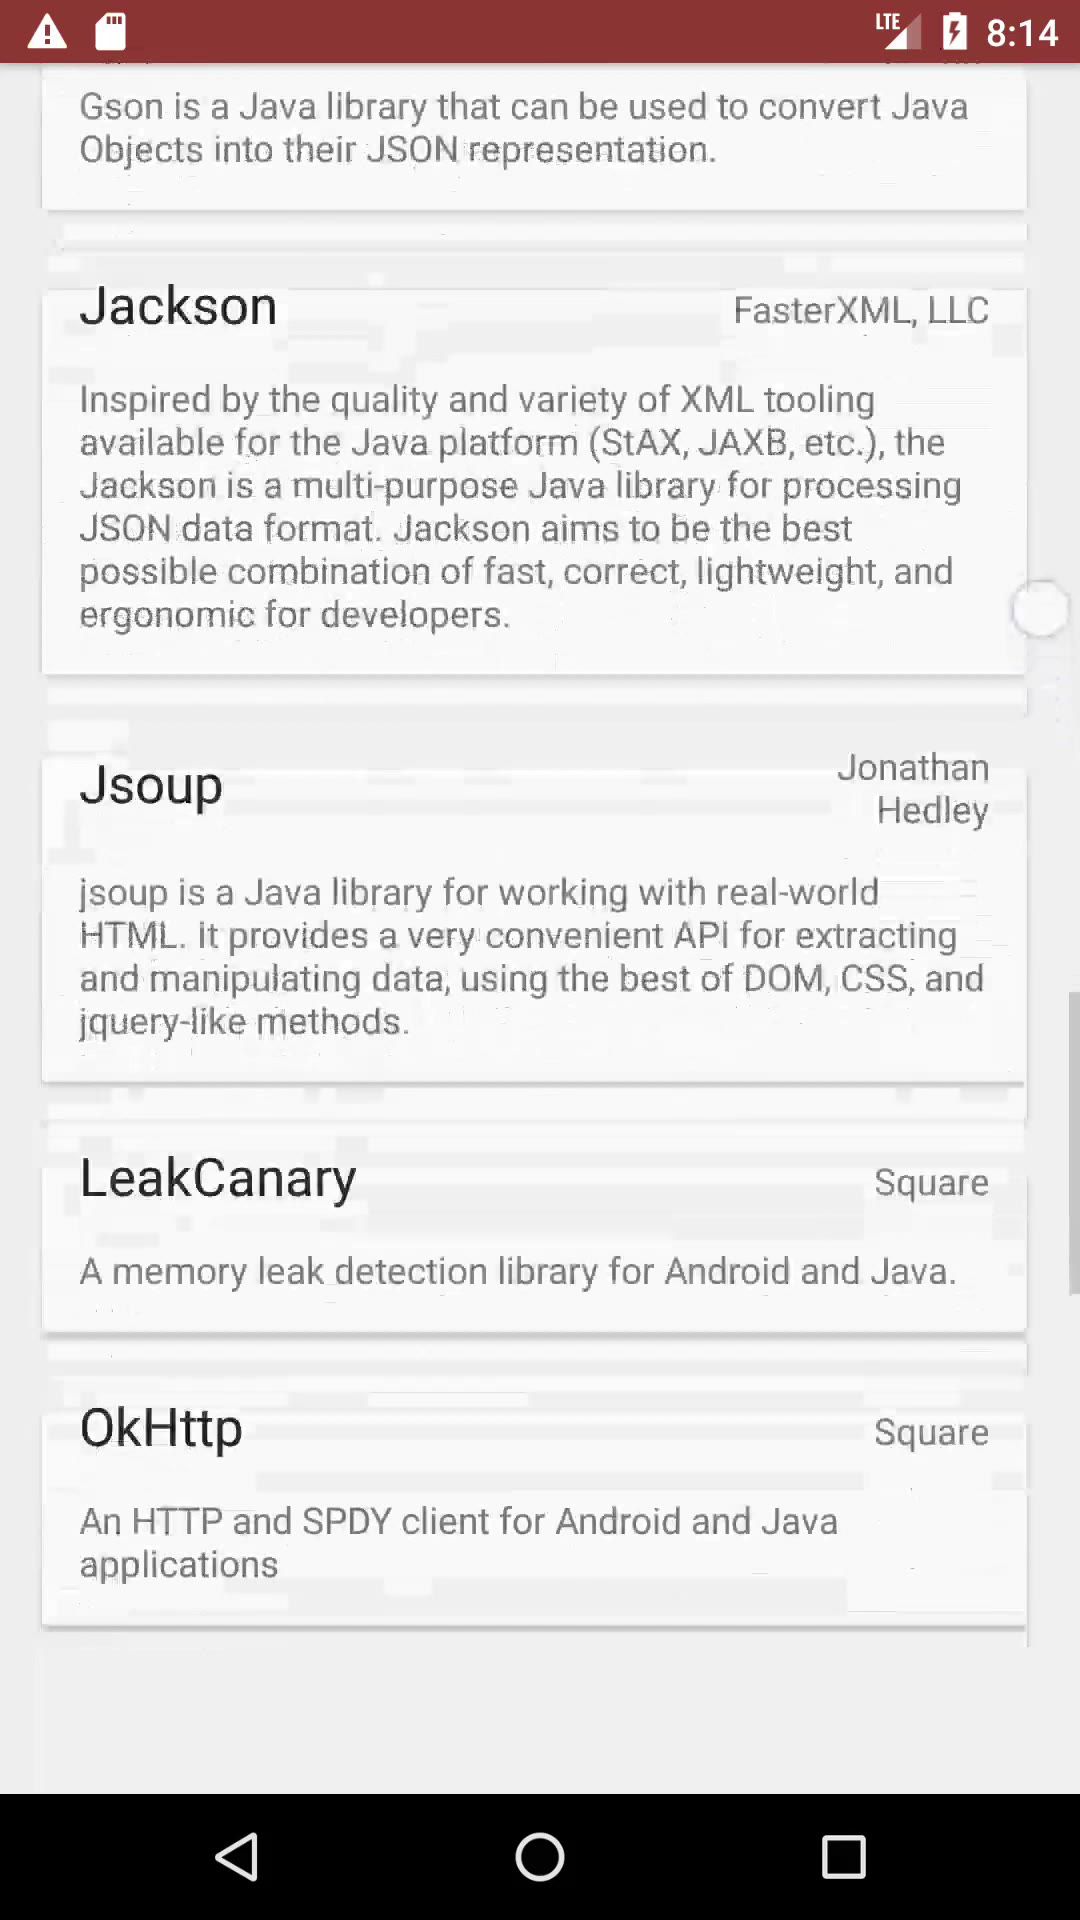 LTE 8:14
Gson is a Java library that can be used to convert Java
Objects into their JSON representation.
Jackson FasterXML, LLC
Inspired by the quality and variety of XML tooling
available for the Java platform (StAX, JAXB, etc.), the
Jackson is a multi-purpose Java library for processing
JSON data format. Jackson aims to be the best
possible combination of fast, correct, lightweight, and
ergonomic for developers.
Jsoup Jonathan
Hedley
jsoup is a Java library for working with real-world
HTML. It provides a very convenient API for extracting
and manipulating data, using the best of DOM, CSS, and
jquery-like methods.
LeakCanary Square
A memory leak detection library for Android and Java.
OkHttp Square
An HTTP and SPDY client for Android and Java
applications